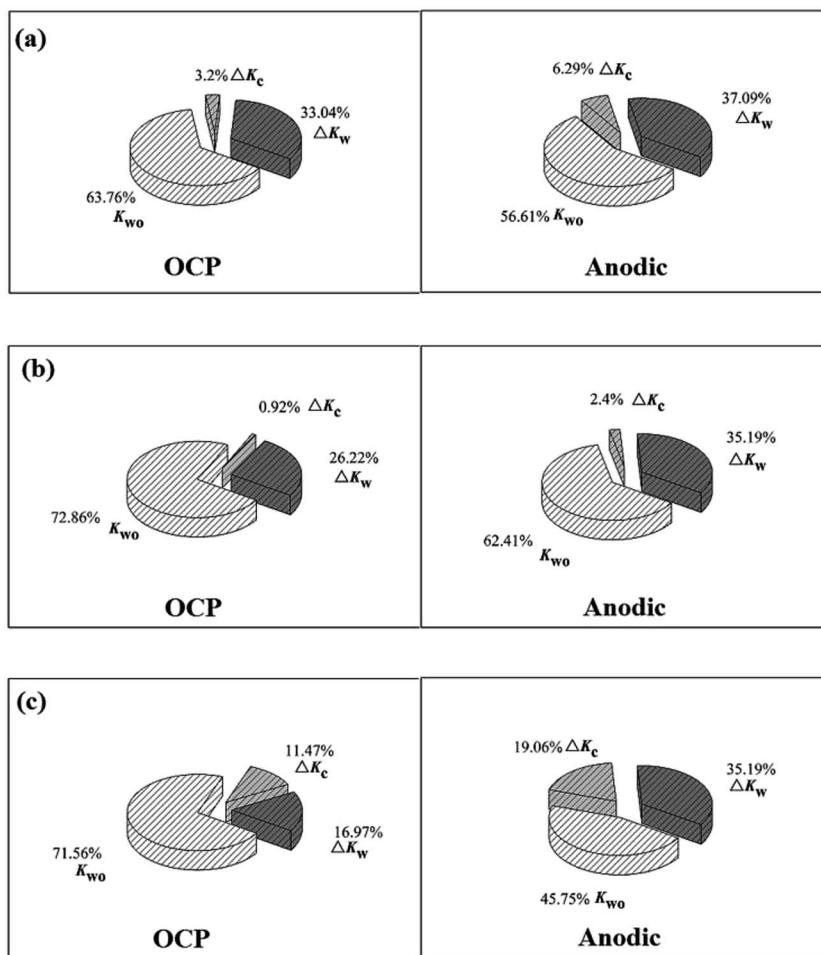 (a)
3.2% △Kc
33.04%
△Kw
63.76%
Kwo
OCP
6.29% △Kc
37.09%
△Kw
56.61% Kwo
Anodic
(b)
0.92% △Kc
26.22%
△Kw
72.86% Kwo
OCP
2.4% △Kc
35.19%
△Kw
62.41% Kwo
Anodic
(c)
11.47%
△Kc
16.97%
△Kw
71.56%
Kwo
OCP
19.06% △Kc
35.19%
△Kw
45.75% Kwo
Anodic